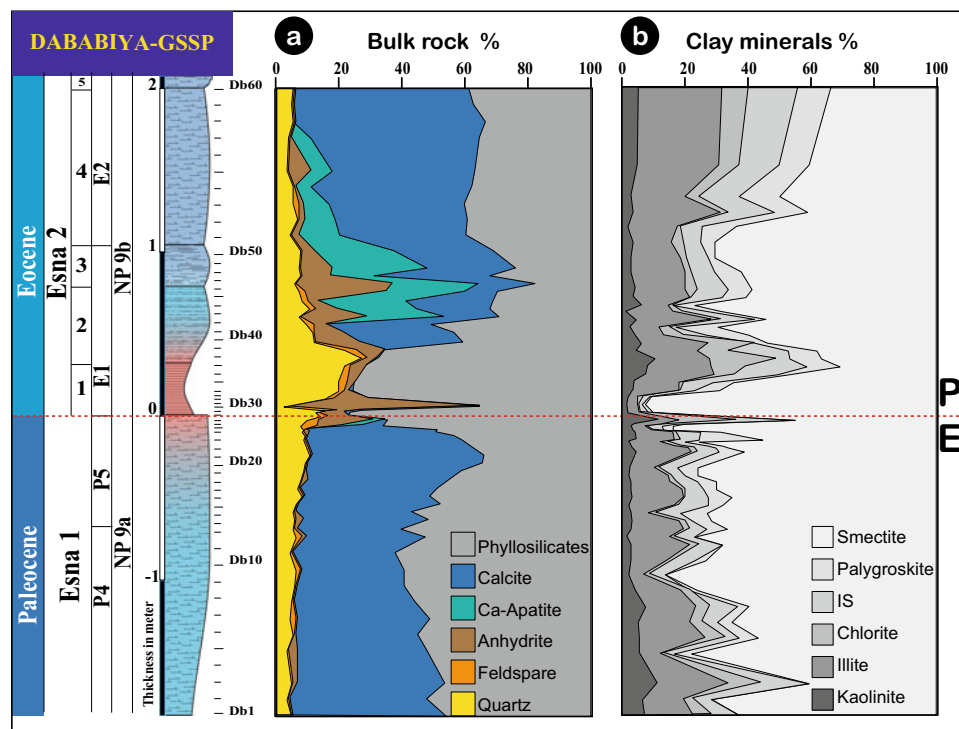 DABABIYA-GSSP
a
Bulk rock %
b
Clay minerals %
0 20 40 60 80 100
0 20 40 60 80 100
Eocene
Paleocene
Esna 2
Esna 1
5
4
3
2
1
E2
E1
P5
P4
NP 9b
NP 9a
2
1
0
-1
Thickness in meter
Db60
Db50
Db40
Db30
Db20
Db10
Db1
Phyllosilicates
Calcite
Ca-Apatite
Anhydrite
Feldspare
Quartz
P
E
Smectite
Palygroskite
IS
Chlorite
Illite
Kaolinite